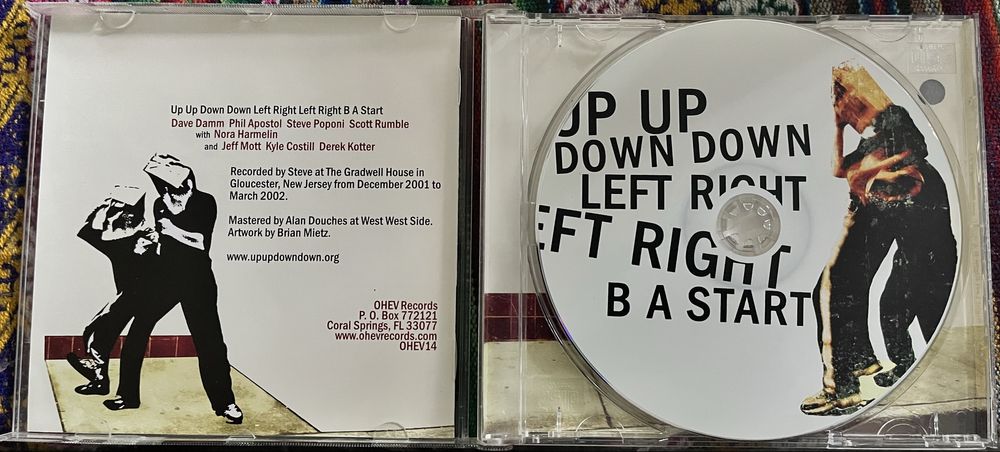 Up Up Down Down Left Right Left Right B A Start
Dave Damm Phil Apostol Steve Poponi Scott Rumble
with Nora Harmelin
and Jeff Mott Kyle Costill Derek Kotter
Recorded by Steve at The Gradwell House in
Gloucester, New Jersey from December 2001 to
March 2002.
Mastered by Alan Douches at West West Side.
Artwork by Brian Mietz.
www.upupdowndown.org
OHEV Records
P. O. Box 772121
Coral Springs, FL 33077
www.ohevrecords.com
OHEV14
UP UP
DOWN DOWN
LEFT RIGHT
EFT RIGHT
B A START